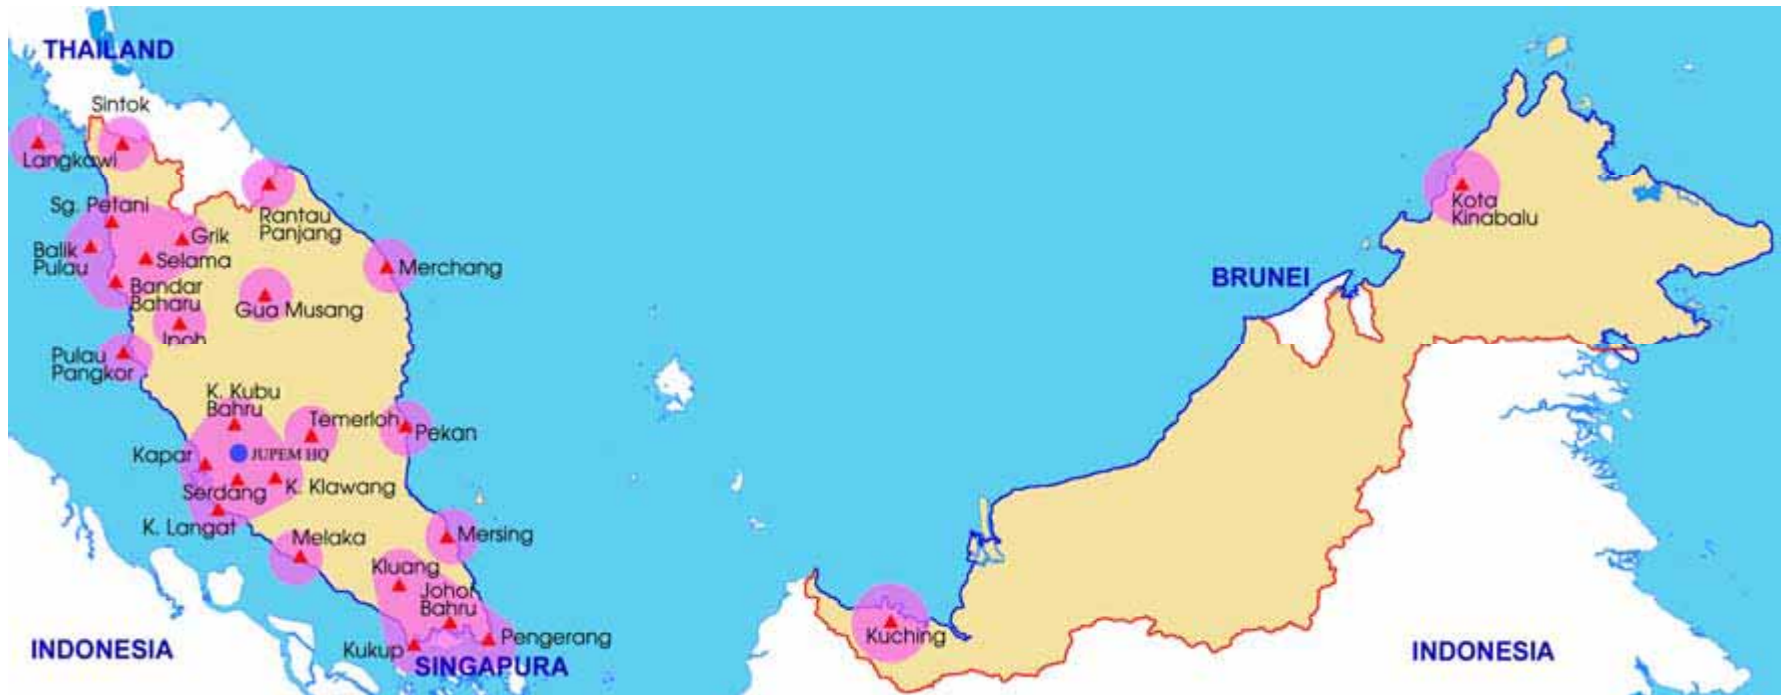 THAILAND
Sintok
Langkawi
Sg. Petani
Grik
Rantau
Panjang
Balik
Pulau
Selama
Merchang
Bandar
Baharu
Gua Musang
Ipoh
Pulau
Pangkor
K. Kubu
Bahru
Temerloh
Pekan
Kapar
JUPEM HQ
Serdang
K. Klawang
K. Langat
Melaka
Mersing
Kluang
Johor
Bahru
Kukup
Pengerang
SINGAPURA
INDONESIA
Kota
Kinabalu
BRUNEI
Kuching
INDONESIA